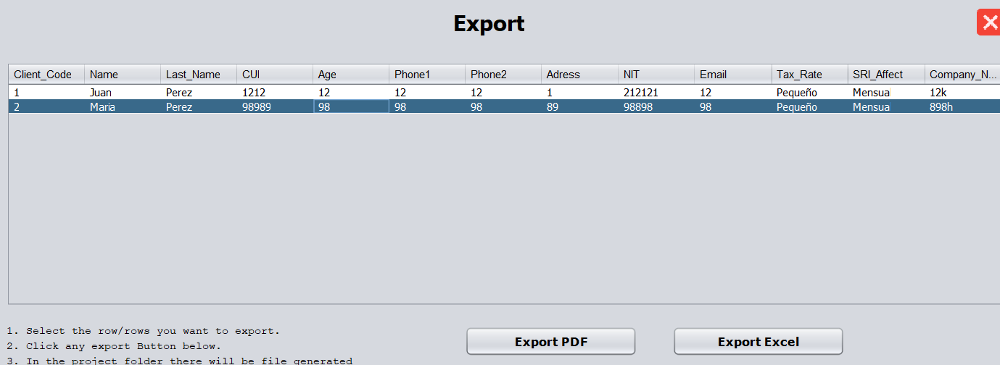 Export
Client_Code Name Last_Name CUI Age Phone1 Phone2 Adress NIT Email Tax_Rate SRI_Affect Company_N...
1 Juan Perez 1212 12 12 12 1 212121 12 Pequeño Mensual 12k
2 Maria Perez 98989 98 98 98 89 98898 98 Pequeño Mensual 898h
1. Select the row/rows you want to export.
2. Click any export Button below.
3. In the project folder there will be file generated
Export PDF Export Excel